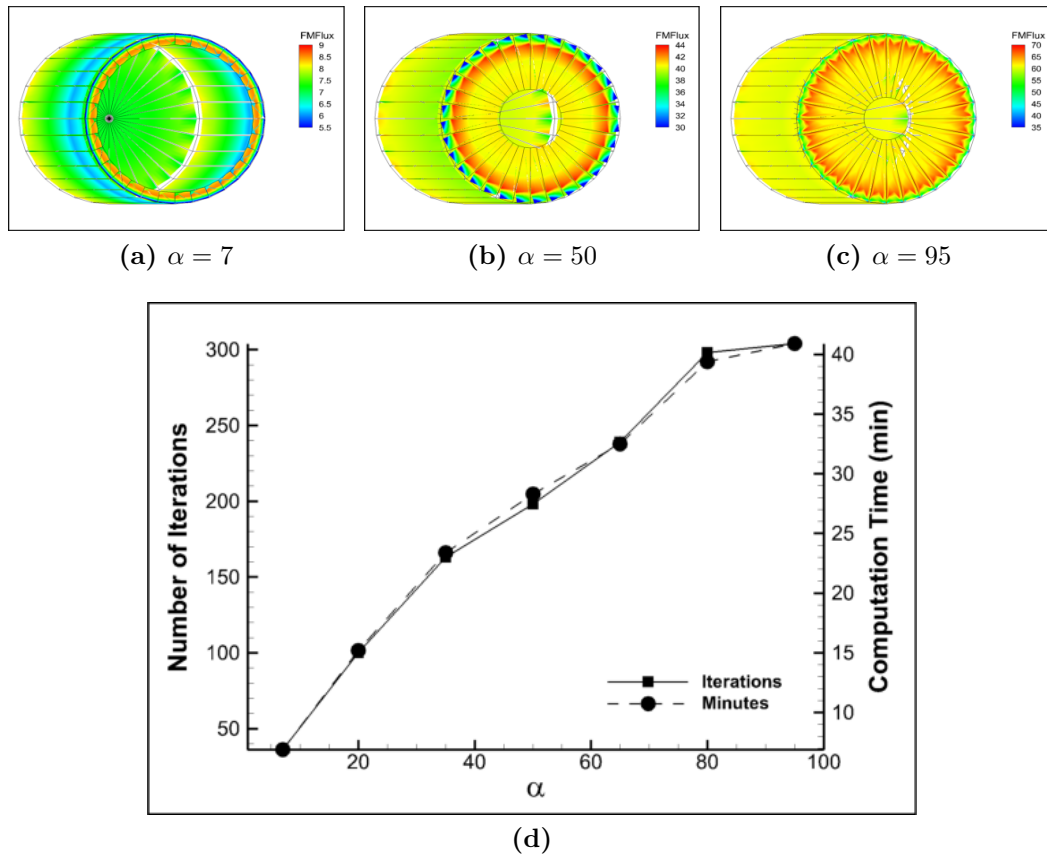 FMFlux
9
8.5
8
7.5
7
6.5
6
5.5
FMFlux
44
42
40
38
36
34
32
30
FMFlux
70
65
60
55
50
45
40
35
(a) α = 7
(b) α = 50
(c) α = 95
Number of Iterations
300
250
200
150
100
50
Computation Time (min)
40
35
30
25
20
15
10
Iterations
Minutes
20 40 60 80 100
α
(d)